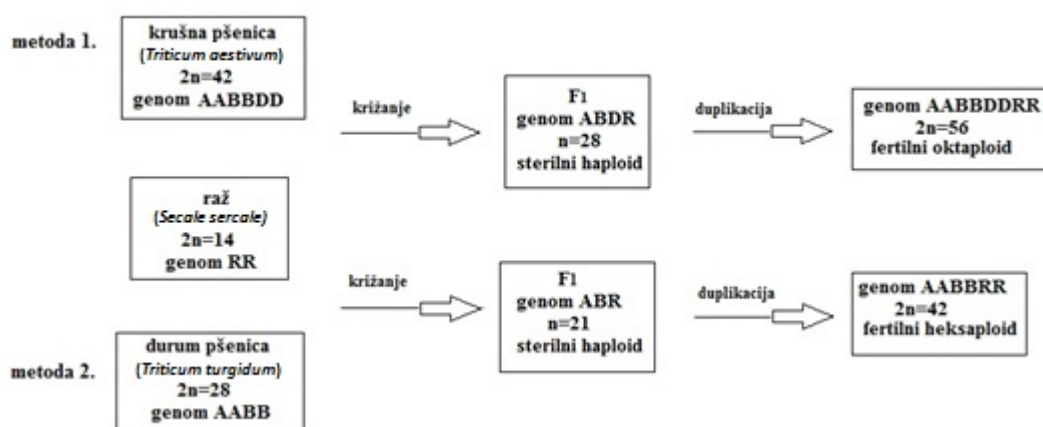 metoda 1.
krušna pšenica
(Triticum aestivum)
2n=42
genom AABBDD
križanje
F1
genom ABDR
n=28
sterilni haploid
duplikacija
genom AABBDDRR
2n=56
fertilni oktaploid
raž
(Secale sercale)
2n=14
genom RR
križanje
F1
genom ABR
n=21
sterilni haploid
duplikacija
genom AABBRR
2n=42
fertilni heksaploid
metoda 2.
durum pšenica
(Triticum turgidum)
2n=28
genom AABB